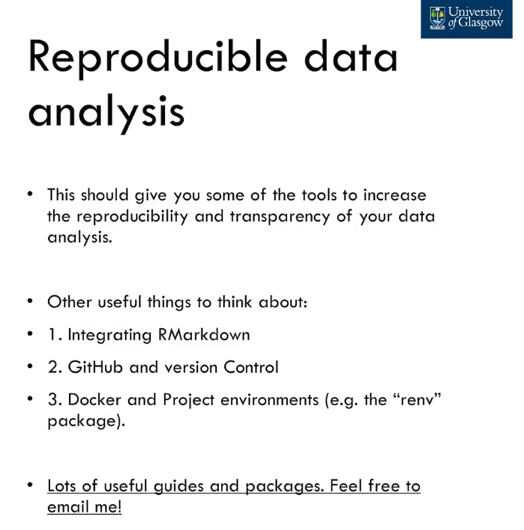 University
of Glasgow
Reproducible data
analysis
• This should give you some of the tools to increase
the reproducibility and transparency of your data
analysis.
• Other useful things to think about:
• 1. Integrating RMarkdown
• 2. GitHub and version Control
• 3. Docker and Project environments (e.g. the “renv”
package).
• Lots of useful guides and packages. Feel free to
email me!